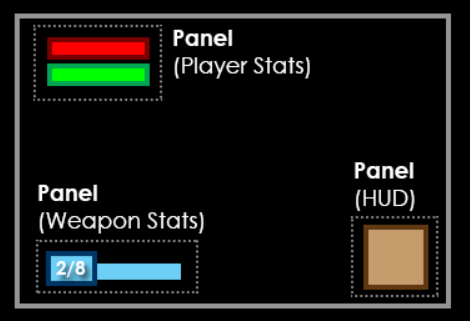 Panel
(Player Stats)
Panel
(HUD)
Panel
(Weapon Stats)
2/8